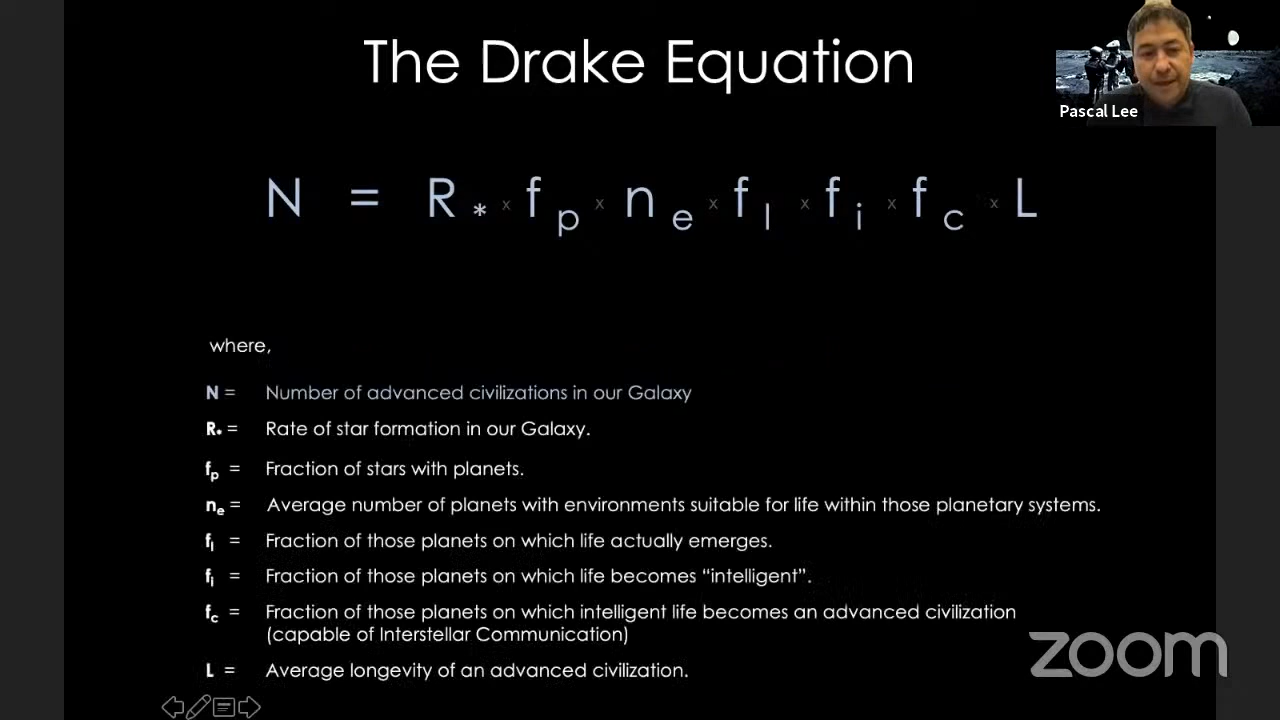 The Drake Equation
Pascal Lee
N = R* x fp x ne x fl x fi x fc x L
where,
N = Number of advanced civilizations in our Galaxy
R* = Rate of star formation in our Galaxy.
fp = Fraction of stars with planets.
ne = Average number of planets with environments suitable for life within those planetary systems.
fl = Fraction of those planets on which life actually emerges.
fi = Fraction of those planets on which life becomes “intelligent”.
fc = Fraction of those planets on which intelligent life becomes an advanced civilization
(capable of Interstellar Communication)
L = Average longevity of an advanced civilization.
zoom